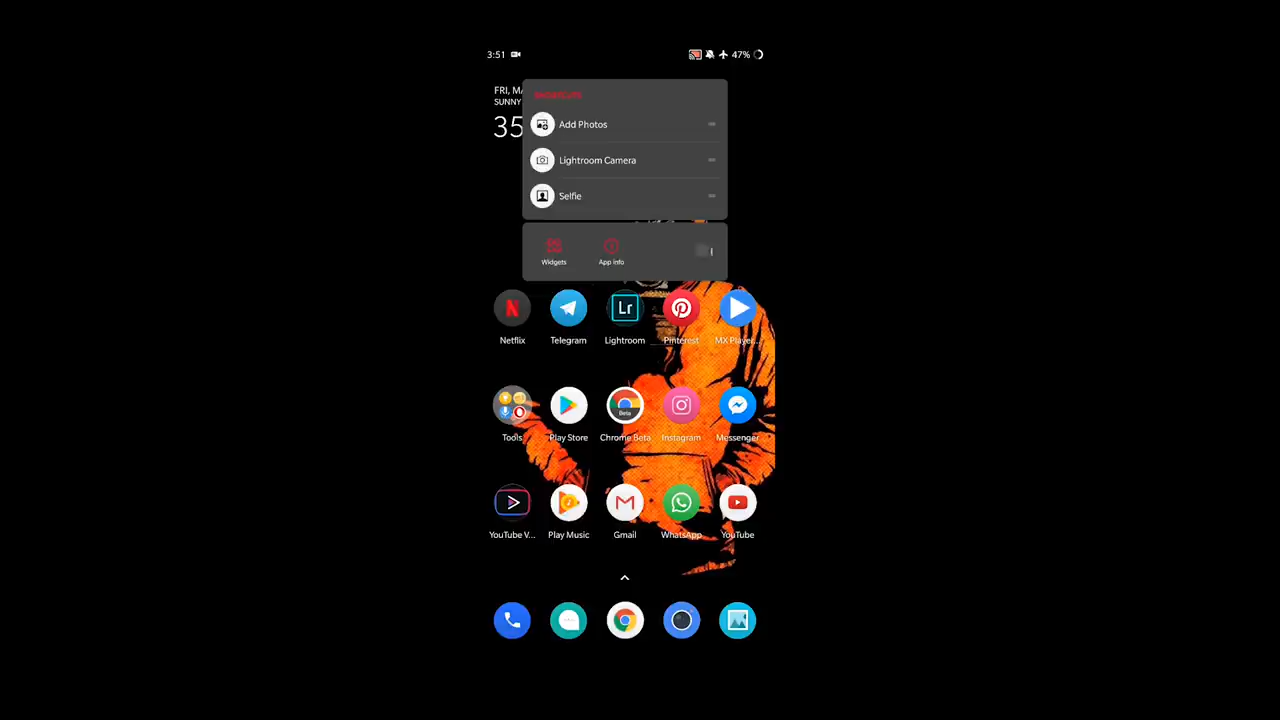 3:51
47%
FRI, MA
SUNNY
35
SHORTCUTS
Add Photos
Lightroom Camera
Selfie
Widgets
App info
N
Lr
Netflix
Telegram
Lightroom
Pinterest
MX Player...
Beta
Tools
Play Store
Chrome Beta
Instagram
Messenger
YouTube V...
Play Music
Gmail
WhatsApp
YouTube